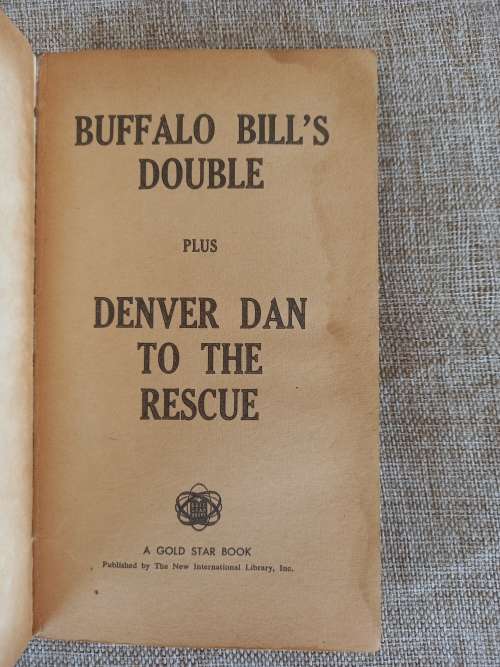 BUFFALO BILL'S
DOUBLE
PLUS
DENVER DAN
TO THE
RESCUE
A GOLD STAR BOOK
Published by The New International Library, Inc.